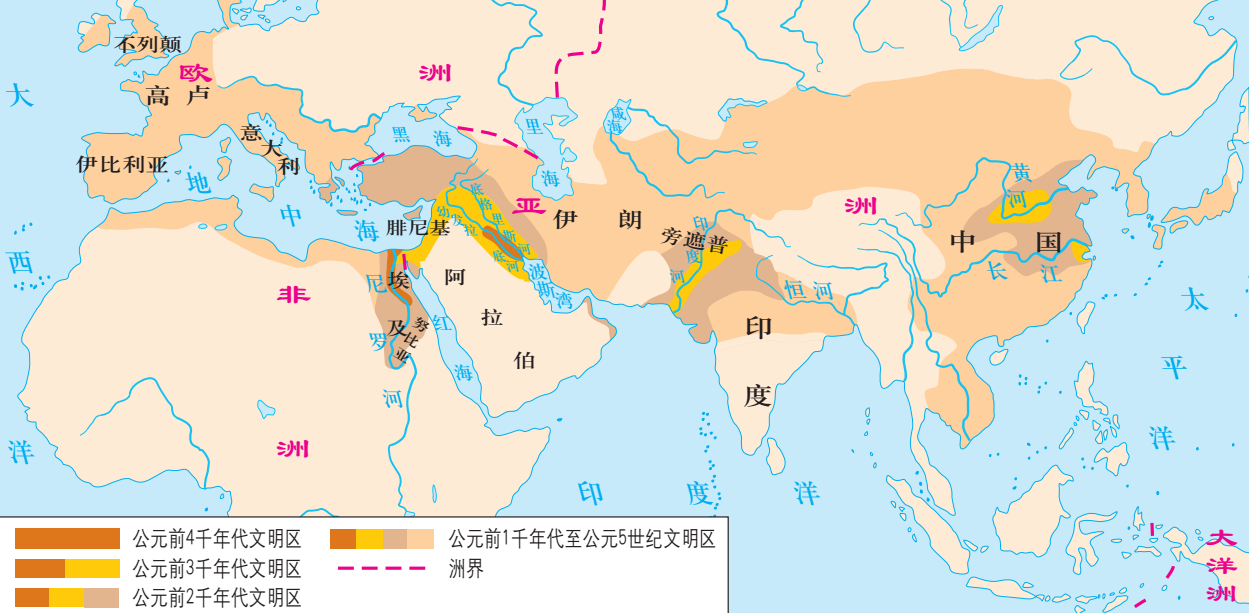 不列颠
欧洲
高卢
大西洋
意大利
伊比利亚
地中海
黑海
里海
咸海
亚洲
腓尼基
幼发拉底河
底格里斯河
伊朗
旁遮普
印度河
恒河
黄河
中国
长江
太平洋
波斯湾
阿拉伯
埃及
努比亚
尼罗河
红海
非洲
印度
印度洋
大洋洲
公元前4千年代文明区
公元前3千年代文明区
公元前2千年代文明区
公元前1千年代至公元5世纪文明区
洲界